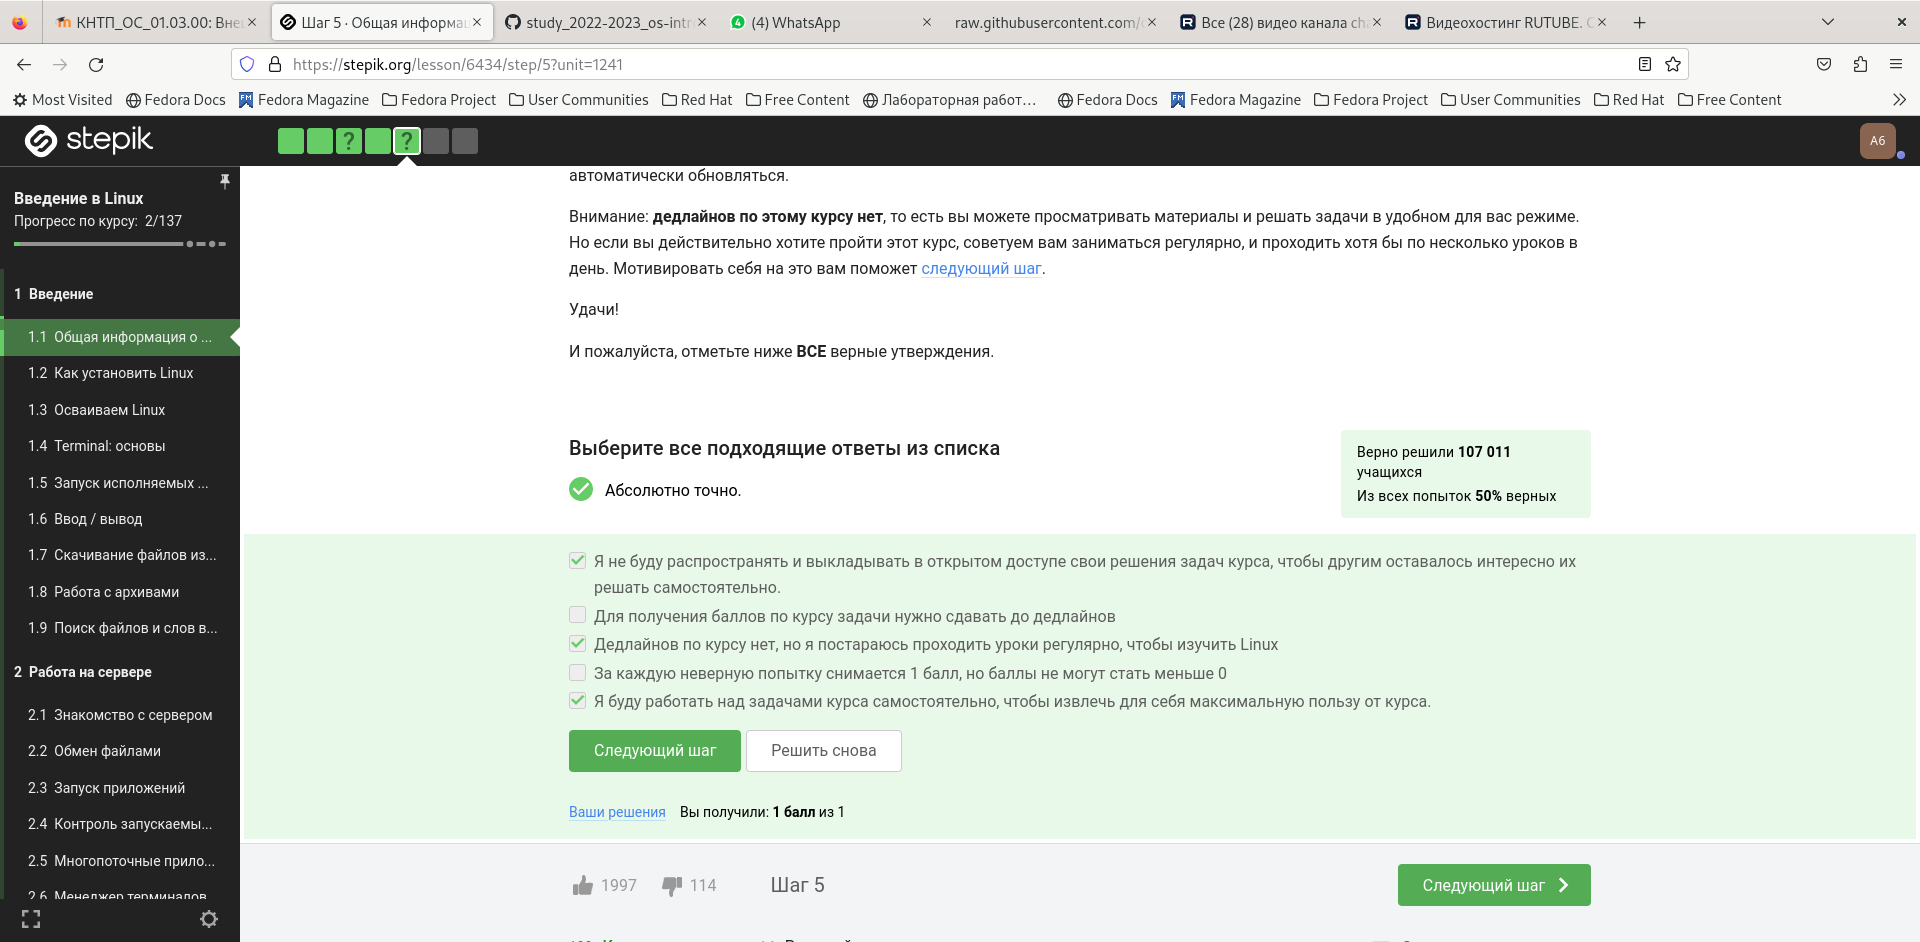 КНТП_ОС_01.03.00: Вне
Шаг 5 · Общая информа
study_2022-2023_os-intr
4 (4) WhatsApp
raw.githubusercontent.com/
Все (28) видео канала ch
Видеохостинг RUTUBE. С
https://stepik.org/lesson/6434/step/5?unit=1241
Most Visited Fedora Docs Fedora Magazine Fedora Project User Communities Red Hat Free Content Лабораторная работ… Fedora Docs Fedora Magazine Fedora Project User Communities Red Hat Free Content
stepik
? ?
A6
Введение в Linux
Прогресс по курсу: 2/137
1 Введение
1.1 Общая информация о ...
1.2 Как установить Linux
1.3 Осваиваем Linux
1.4 Terminal: основы
1.5 Запуск исполняемых ...
1.6 Ввод / вывод
1.7 Скачивание файлов из...
1.8 Работа с архивами
1.9 Поиск файлов и слов в...
2 Работа на сервере
2.1 Знакомство с сервером
2.2 Обмен файлами
2.3 Запуск приложений
2.4 Контроль запускаемы...
2.5 Многопоточные прило...
2.6 Менеджер терминалов
автоматически обновляться.
Внимание: дедлайнов по этому курсу нет, то есть вы можете просматривать материалы и решать задачи в удобном для вас режиме.
Но если вы действительно хотите пройти этот курс, советуем вам заниматься регулярно, и проходить хотя бы по несколько уроков в
день. Мотивировать себя на это вам поможет следующий шаг.
Удачи!
И пожалуйста, отметьте ниже ВСЕ верные утверждения.
Выберите все подходящие ответы из списка
Абсолютно точно.
Верно решили 107 011
учащихся
Из всех попыток 50% верных
Я не буду распространять и выкладывать в открытом доступе свои решения задач курса, чтобы другим оставалось интересно их
решать самостоятельно.
Для получения баллов по курсу задачи нужно сдавать до дедлайнов
Дедлайнов по курсу нет, но я постараюсь проходить уроки регулярно, чтобы изучить Linux
За каждую неверную попытку снимается 1 балл, но баллы не могут стать меньше 0
Я буду работать над задачами курса самостоятельно, чтобы извлечь для себя максимальную пользу от курса.
Следующий шаг Решить снова
Ваши решения Вы получили: 1 балл из 1
1997 114 Шаг 5 Следующий шаг